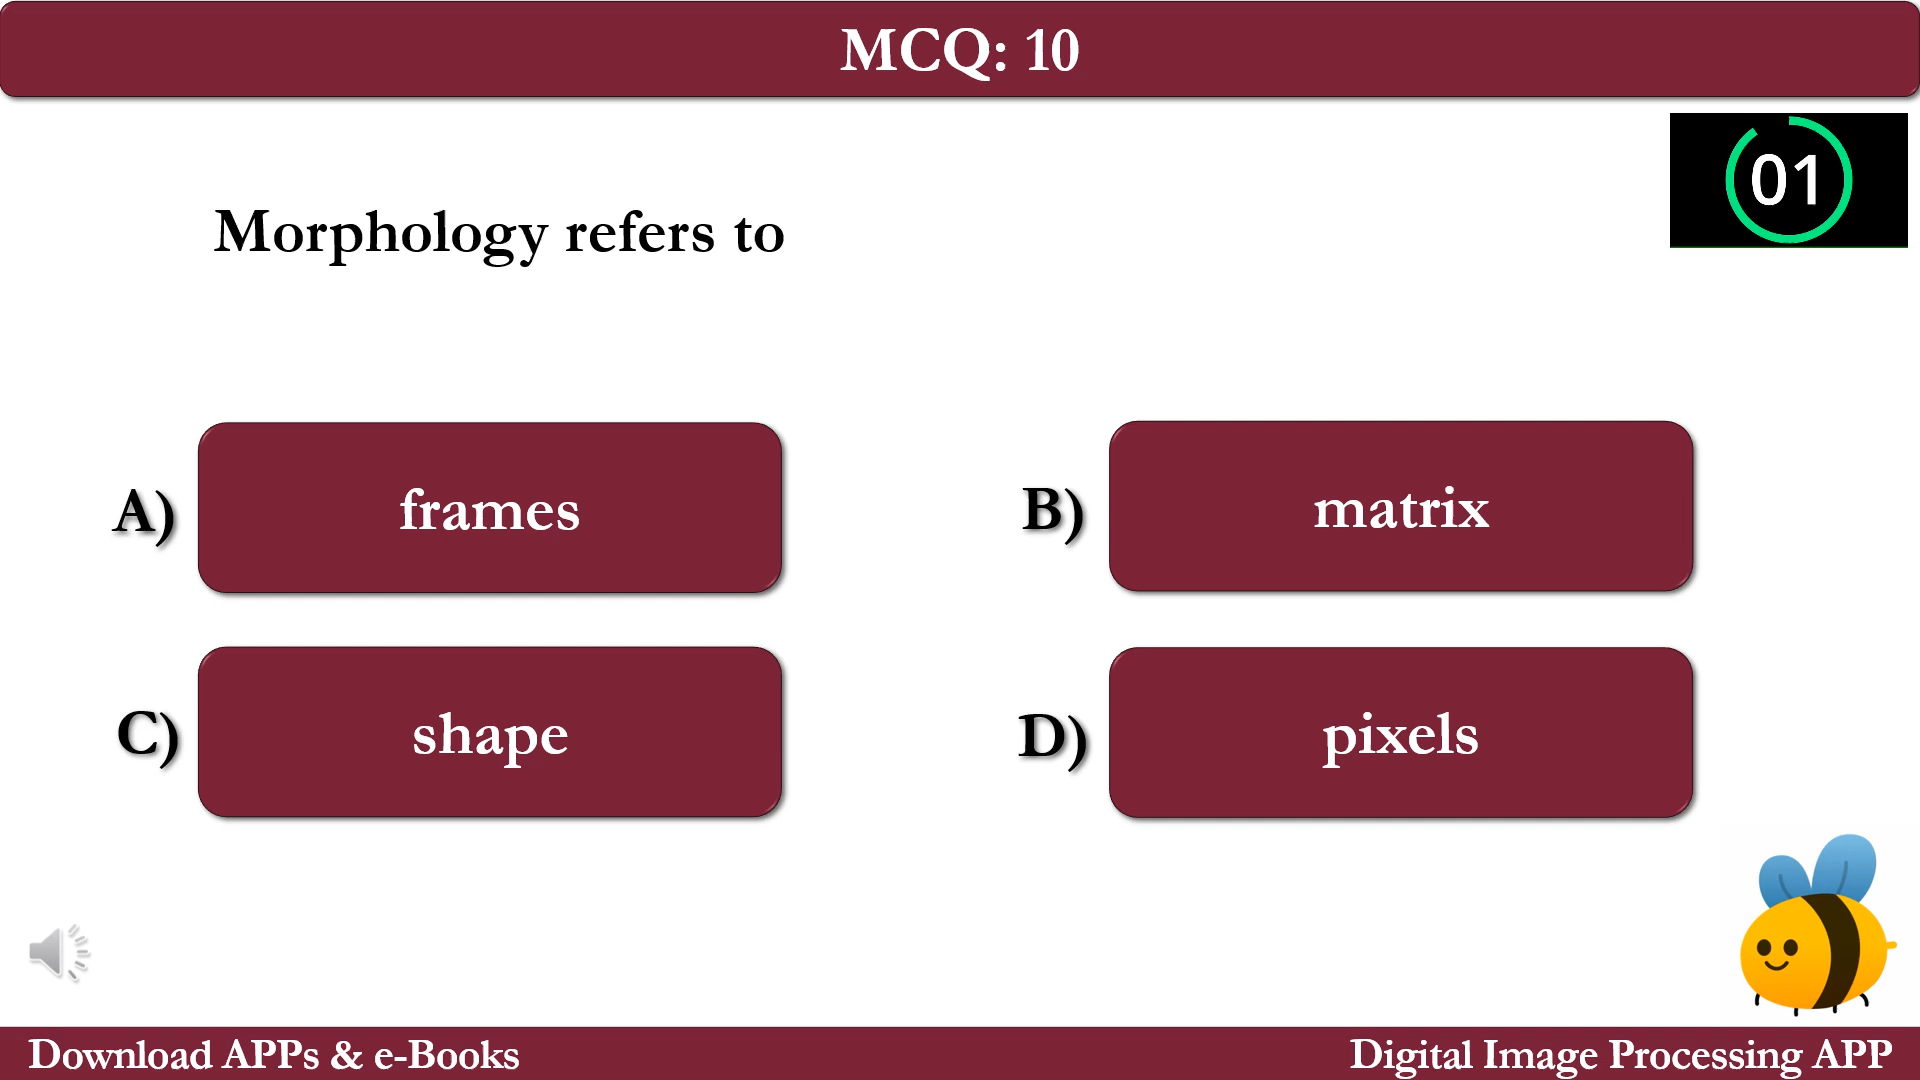 MCQ: 10
01
Morphology refers to
A) frames
B) matrix
C) shape
D) pixels
Download APPs & e-Books
Digital Image Processing APP